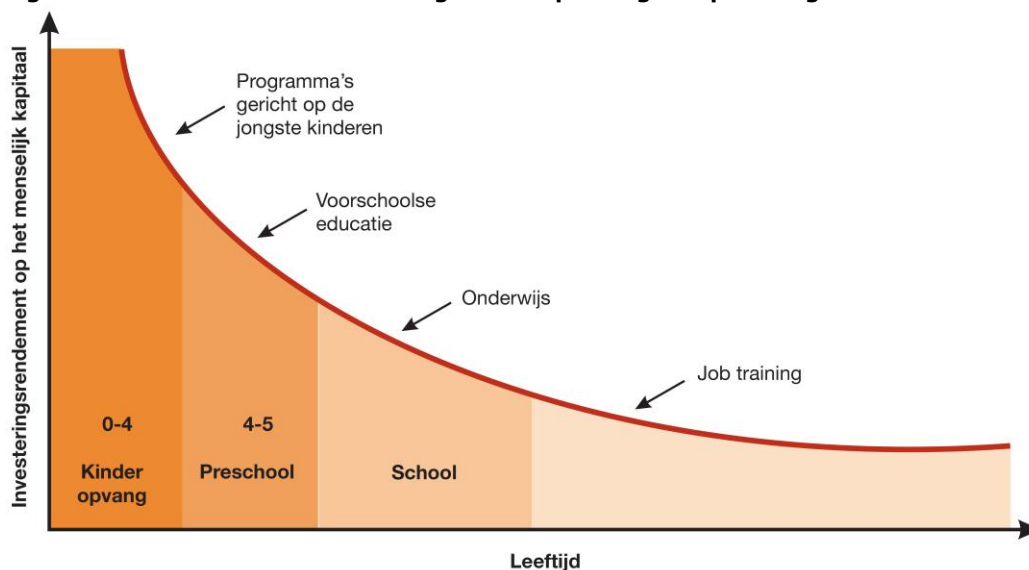 Investeringsrendement op het menselijk kapitaal
Programma's
gericht op de
jongste kinderen
Voorschoolse
educatie
Onderwijs
Job training
0-4
4-5
Kinder
opvang
Preschool
School
Leeftijd